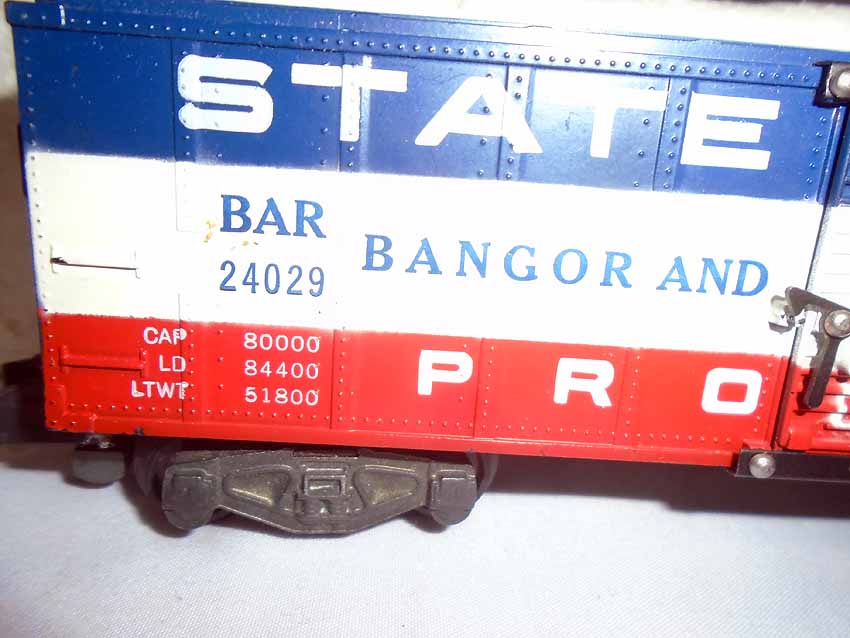 STATE
BAR
24029
BANGOR AND
CAP 80000
LD 84400
LTWT 51800
PRO